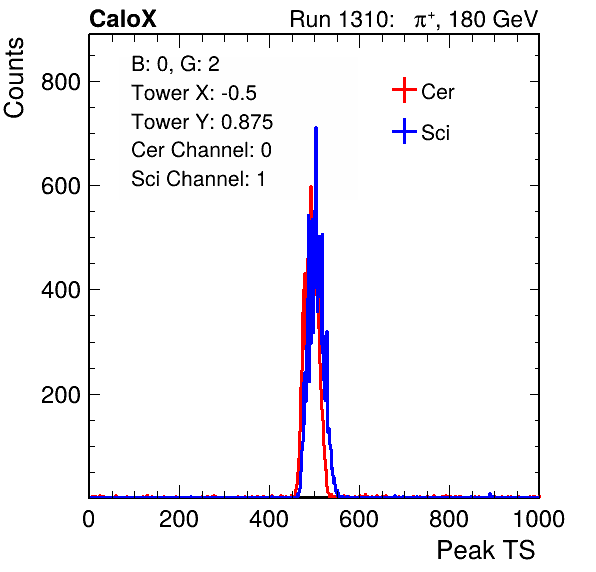 CaloX Run 1310: π⁺, 180 GeV
Counts
B: 0, G: 2
Tower X: -0.5
Tower Y: 0.875
Cer Channel: 0
Sci Channel: 1
Cer
Sci
800
600
400
200
0 200 400 600 800 1000
Peak TS